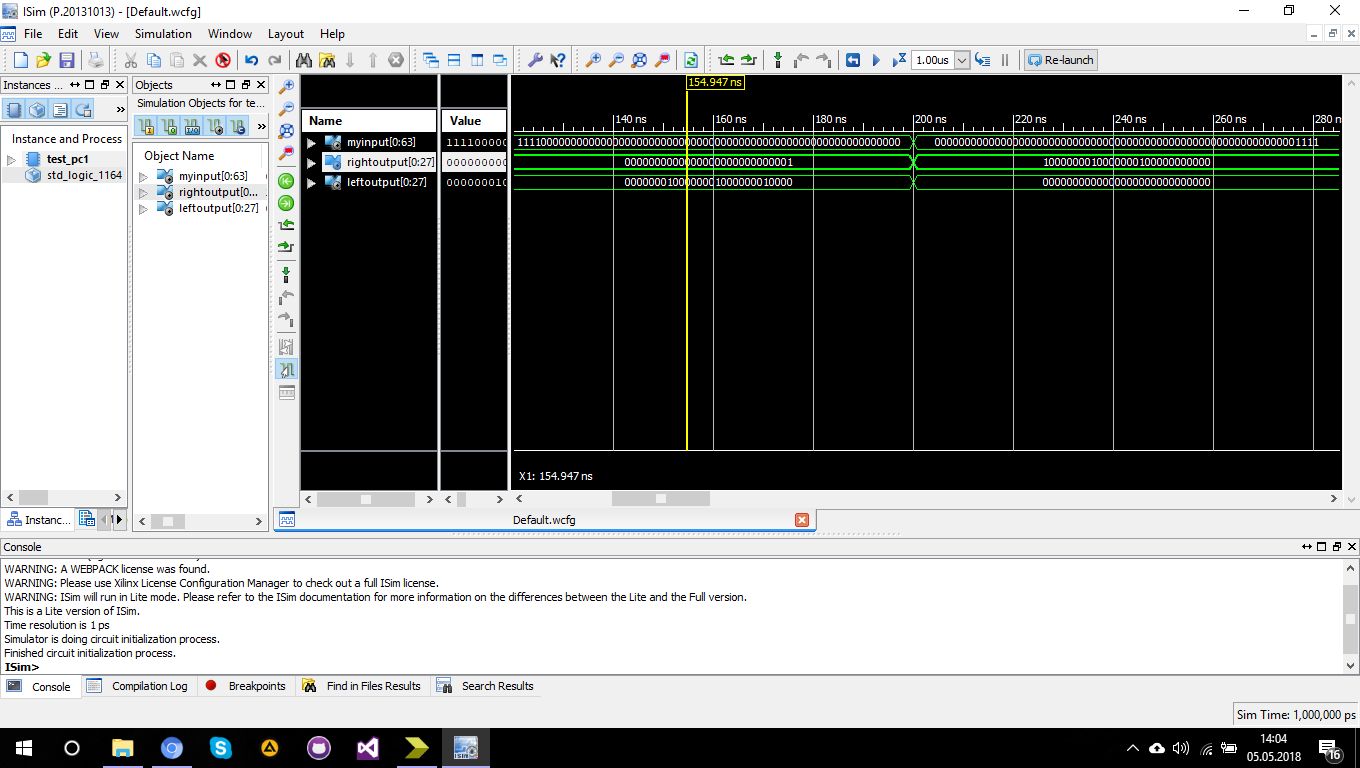 ISim (P.20131013) - [Default.wcfg]
File Edit View Simulation Window Layout Help
1.00us Re-launch
Instances ...
Instance and Process
test_pc1
std_logic_1164
Instanc...
Objects
Simulation Objects for te...
Object Name
myinput[0:63]
rightoutput[0...
leftoutput[0:27]
Name Value
myinput[0:63] 111100000
rightoutput[0:27] 000000000
leftoutput[0:27] 000000010
154.947 ns
140 ns 160 ns 180 ns 200 ns 220 ns 240 ns 260 ns 280 n
0000000000000000000000000001 1000000010000000100000000000
0000000100000001000000010000 0000000000000000000000000000
X1: 154.947 ns
Default.wcfg
Console
WARNING: A WEBPACK license was found.
WARNING: Please use Xilinx License Configuration Manager to check out a full ISim license.
WARNING: ISim will run in Lite mode. Please refer to the ISim documentation for more information on the differences between the Lite and the Full version.
This is a Lite version of ISim.
Time resolution is 1 ps
Simulator is doing circuit initialization process.
Finished circuit initialization process.
ISim>
Console Compilation Log Breakpoints Find in Files Results Search Results
Sim Time: 1,000,000 ps
14:04
05.05.2018
16